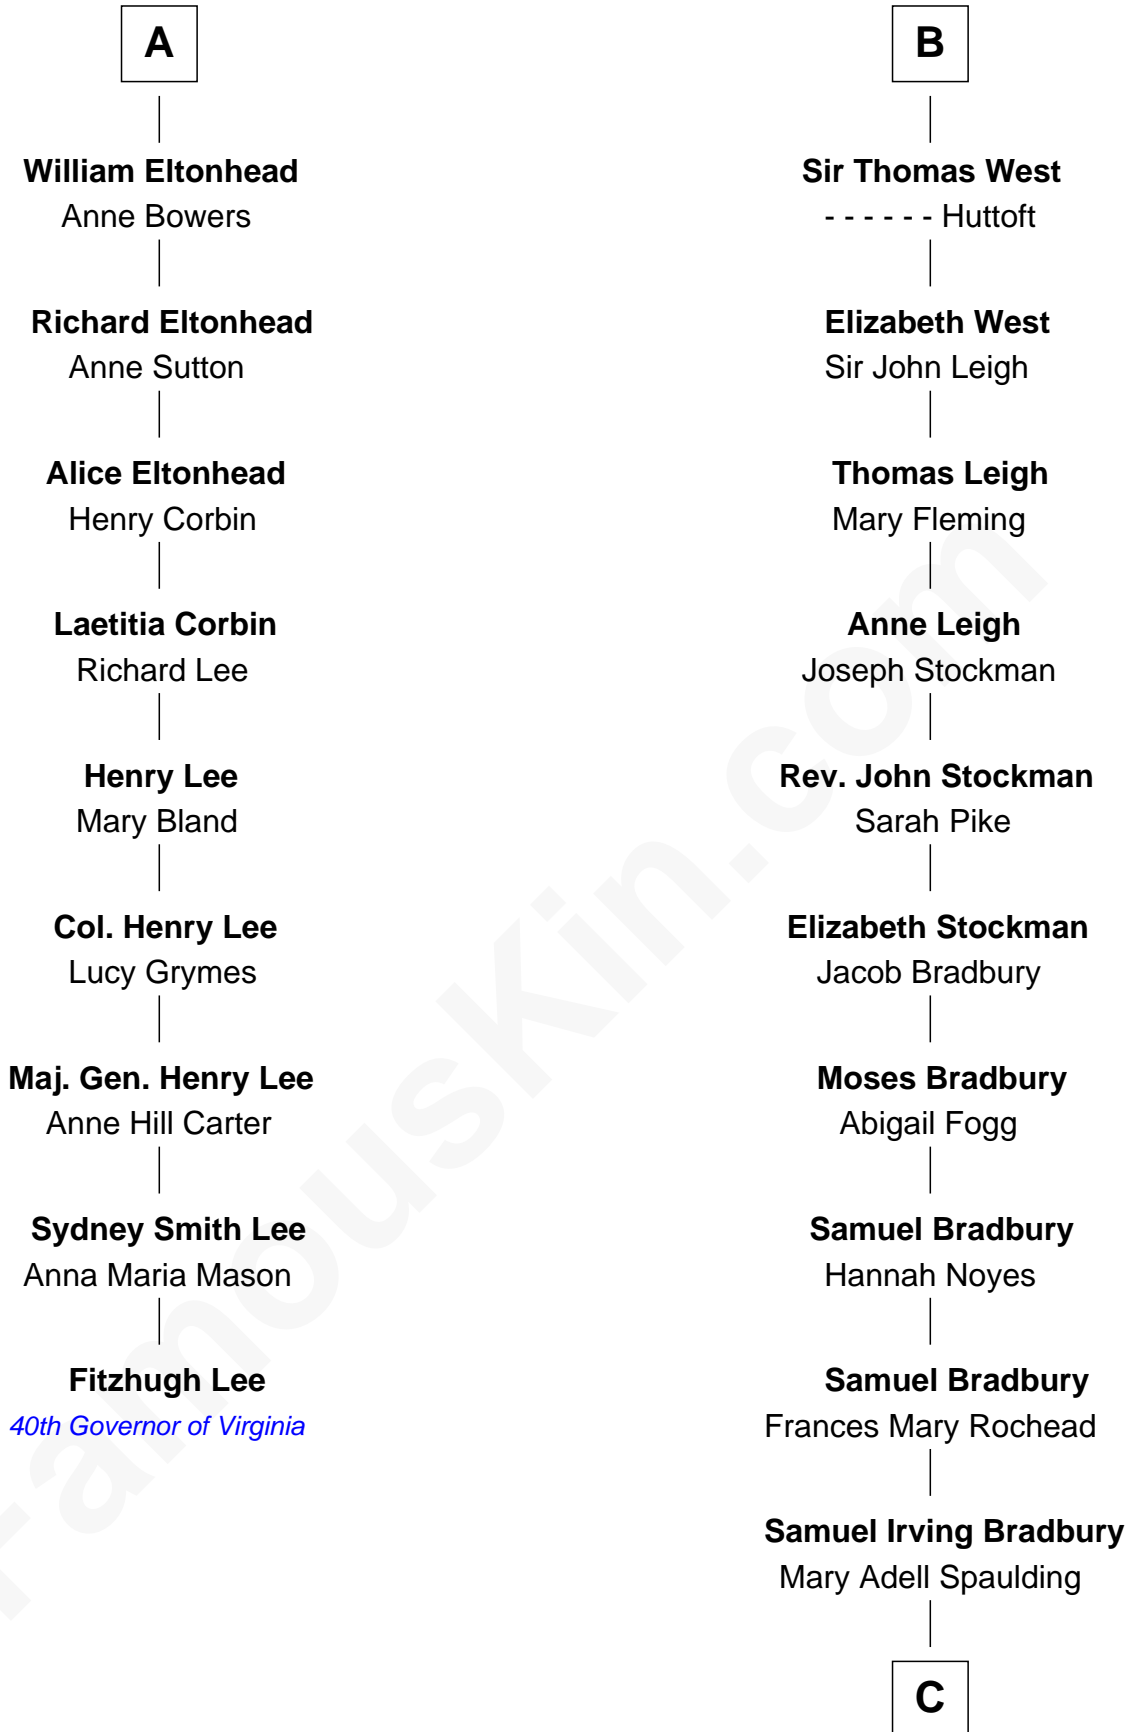 A
William Eltonhead
Anne Bowers
Richard Eltonhead
Anne Sutton
Alice Eltonhead
Henry Corbin
Laetitia Corbin
Richard Lee
Henry Lee
Mary Bland
Col. Henry Lee
Lucy Grymes
Maj. Gen. Henry Lee
Anne Hill Carter
Sydney Smith Lee
Anna Maria Mason
Fitzhugh Lee
40th Governor of Virginia
B
Sir Thomas West
- - - - - - Huttoft
Elizabeth West
Sir John Leigh
Thomas Leigh
Mary Fleming
Anne Leigh
Joseph Stockman
Rev. John Stockman
Sarah Pike
Elizabeth Stockman
Jacob Bradbury
Moses Bradbury
Abigail Fogg
Samuel Bradbury
Hannah Noyes
Samuel Bradbury
Frances Mary Rochead
Samuel Irving Bradbury
Mary Adell Spaulding
C
FamousKin.com